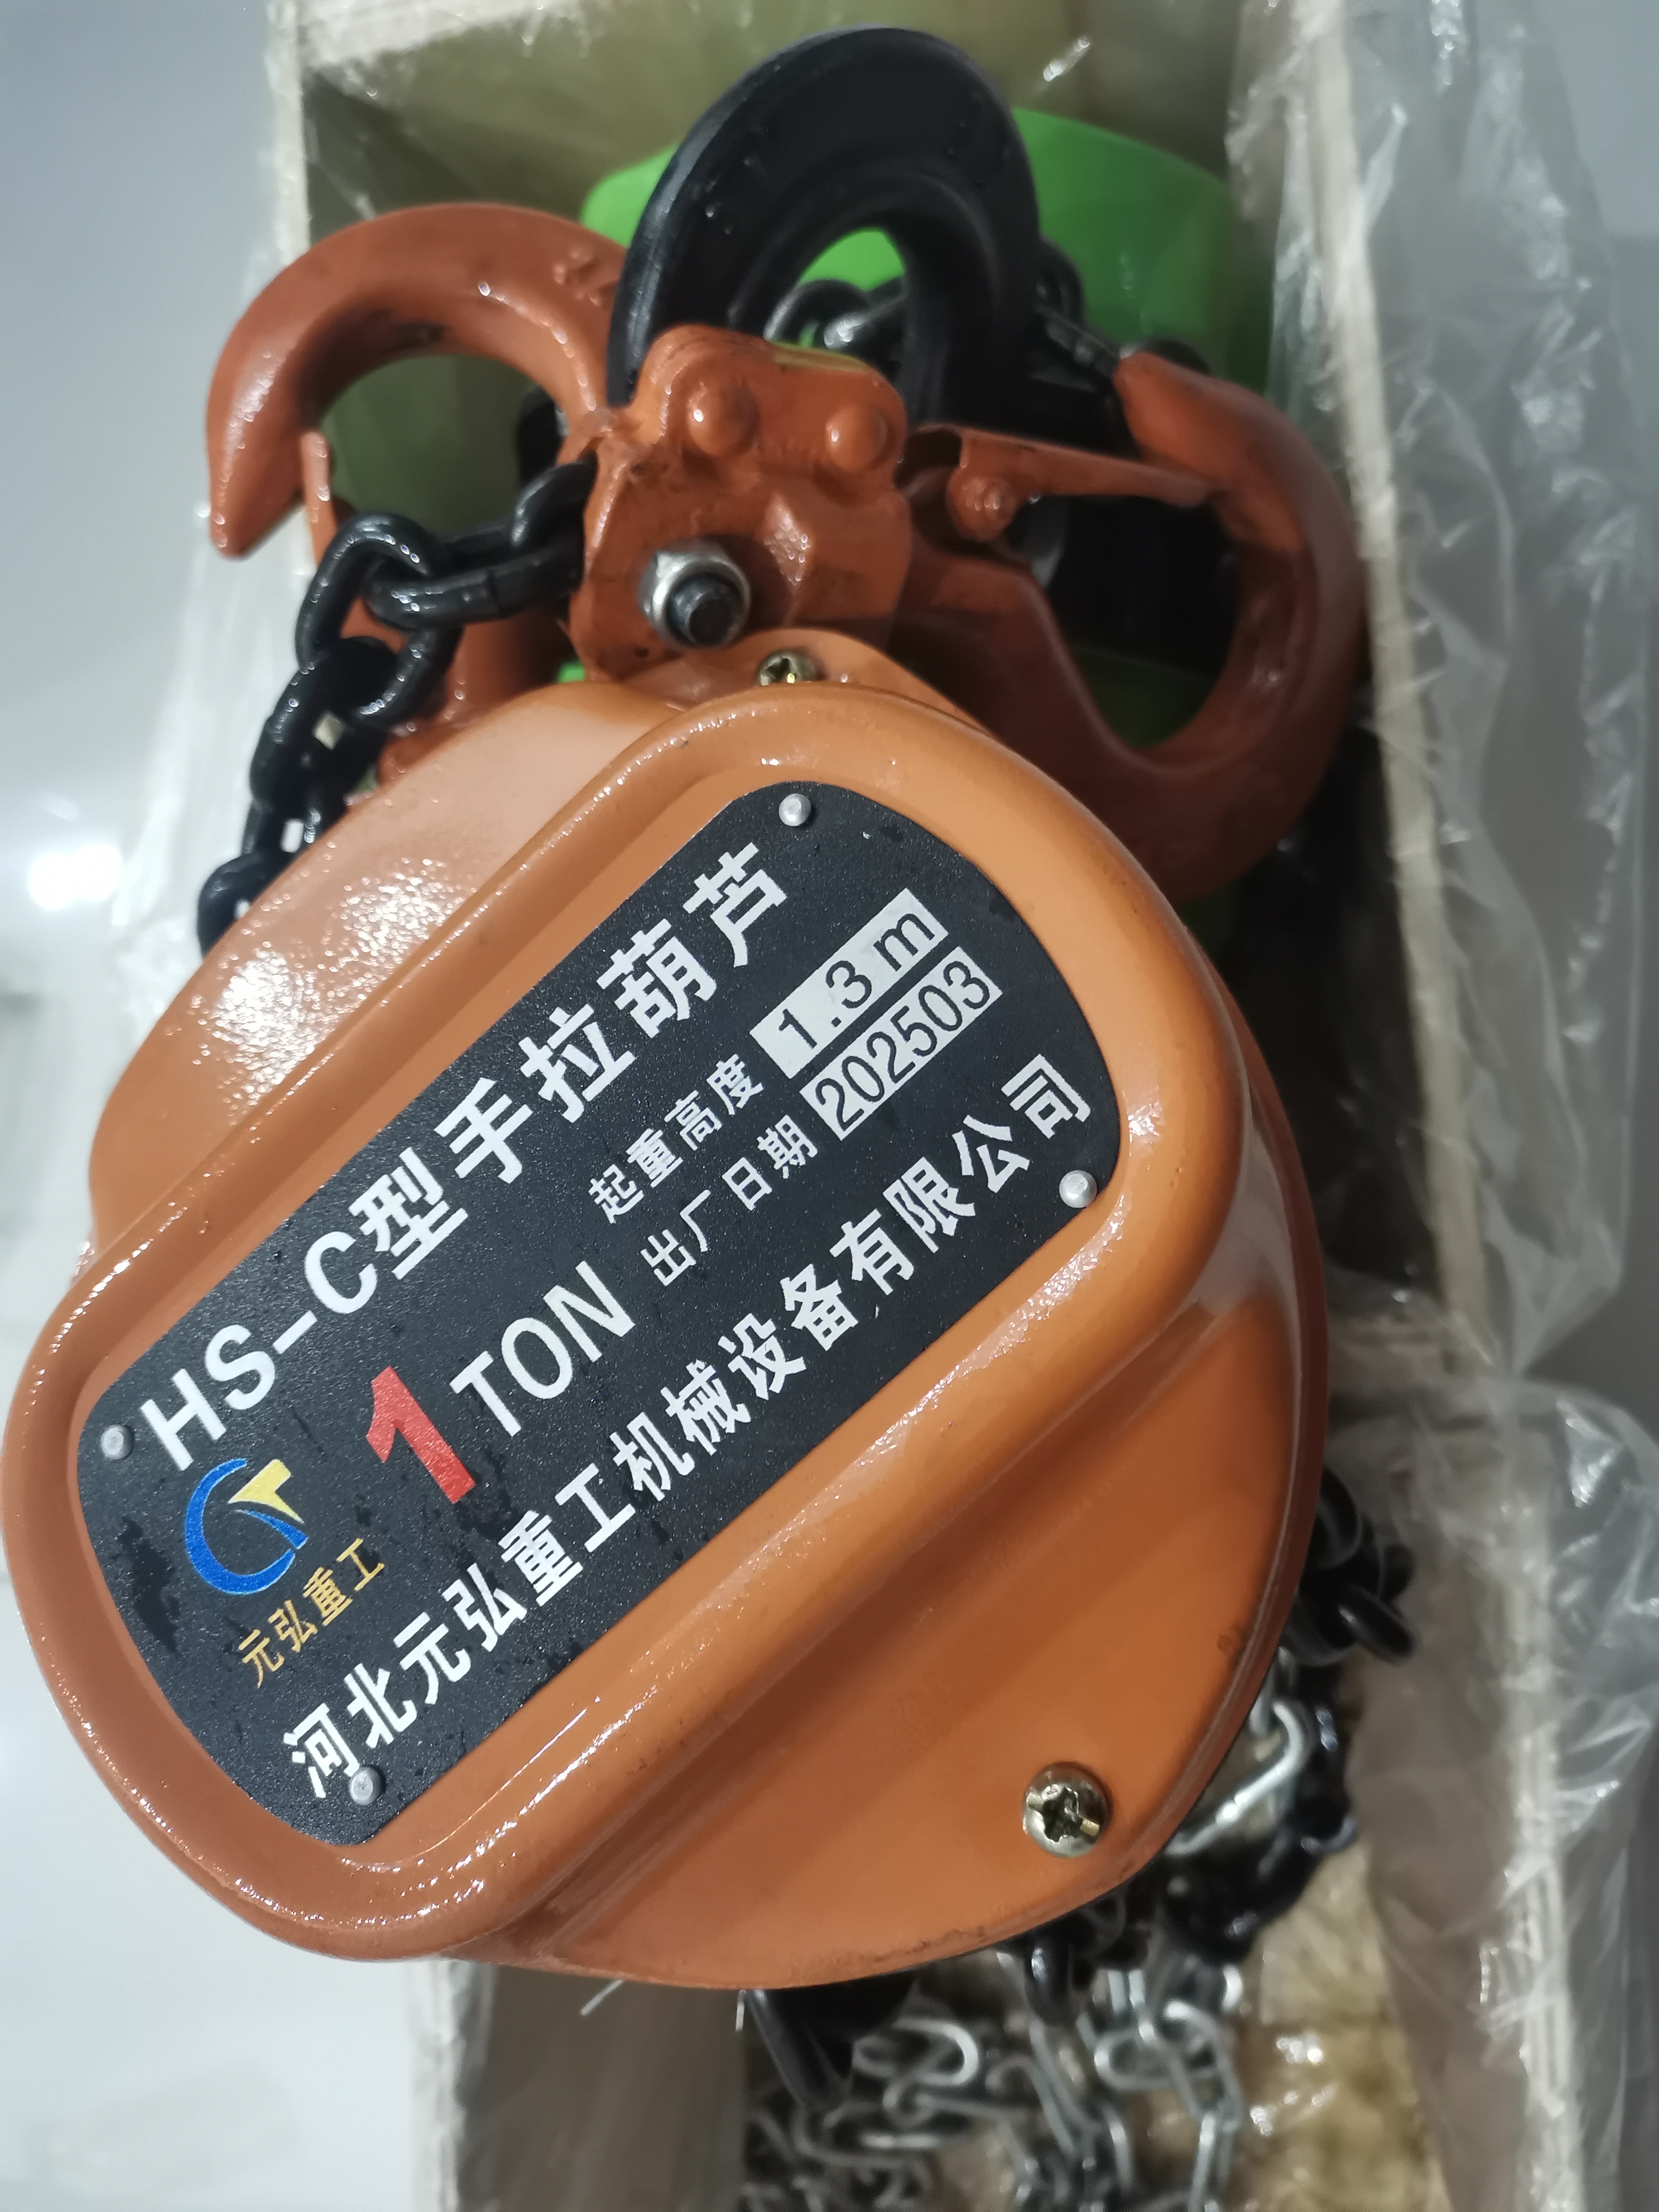 HS-C型手拉葫芦
1 TON
起重高度 1.3m
出厂日期 202503
元弘重工
河北元弘重工机械设备有限公司